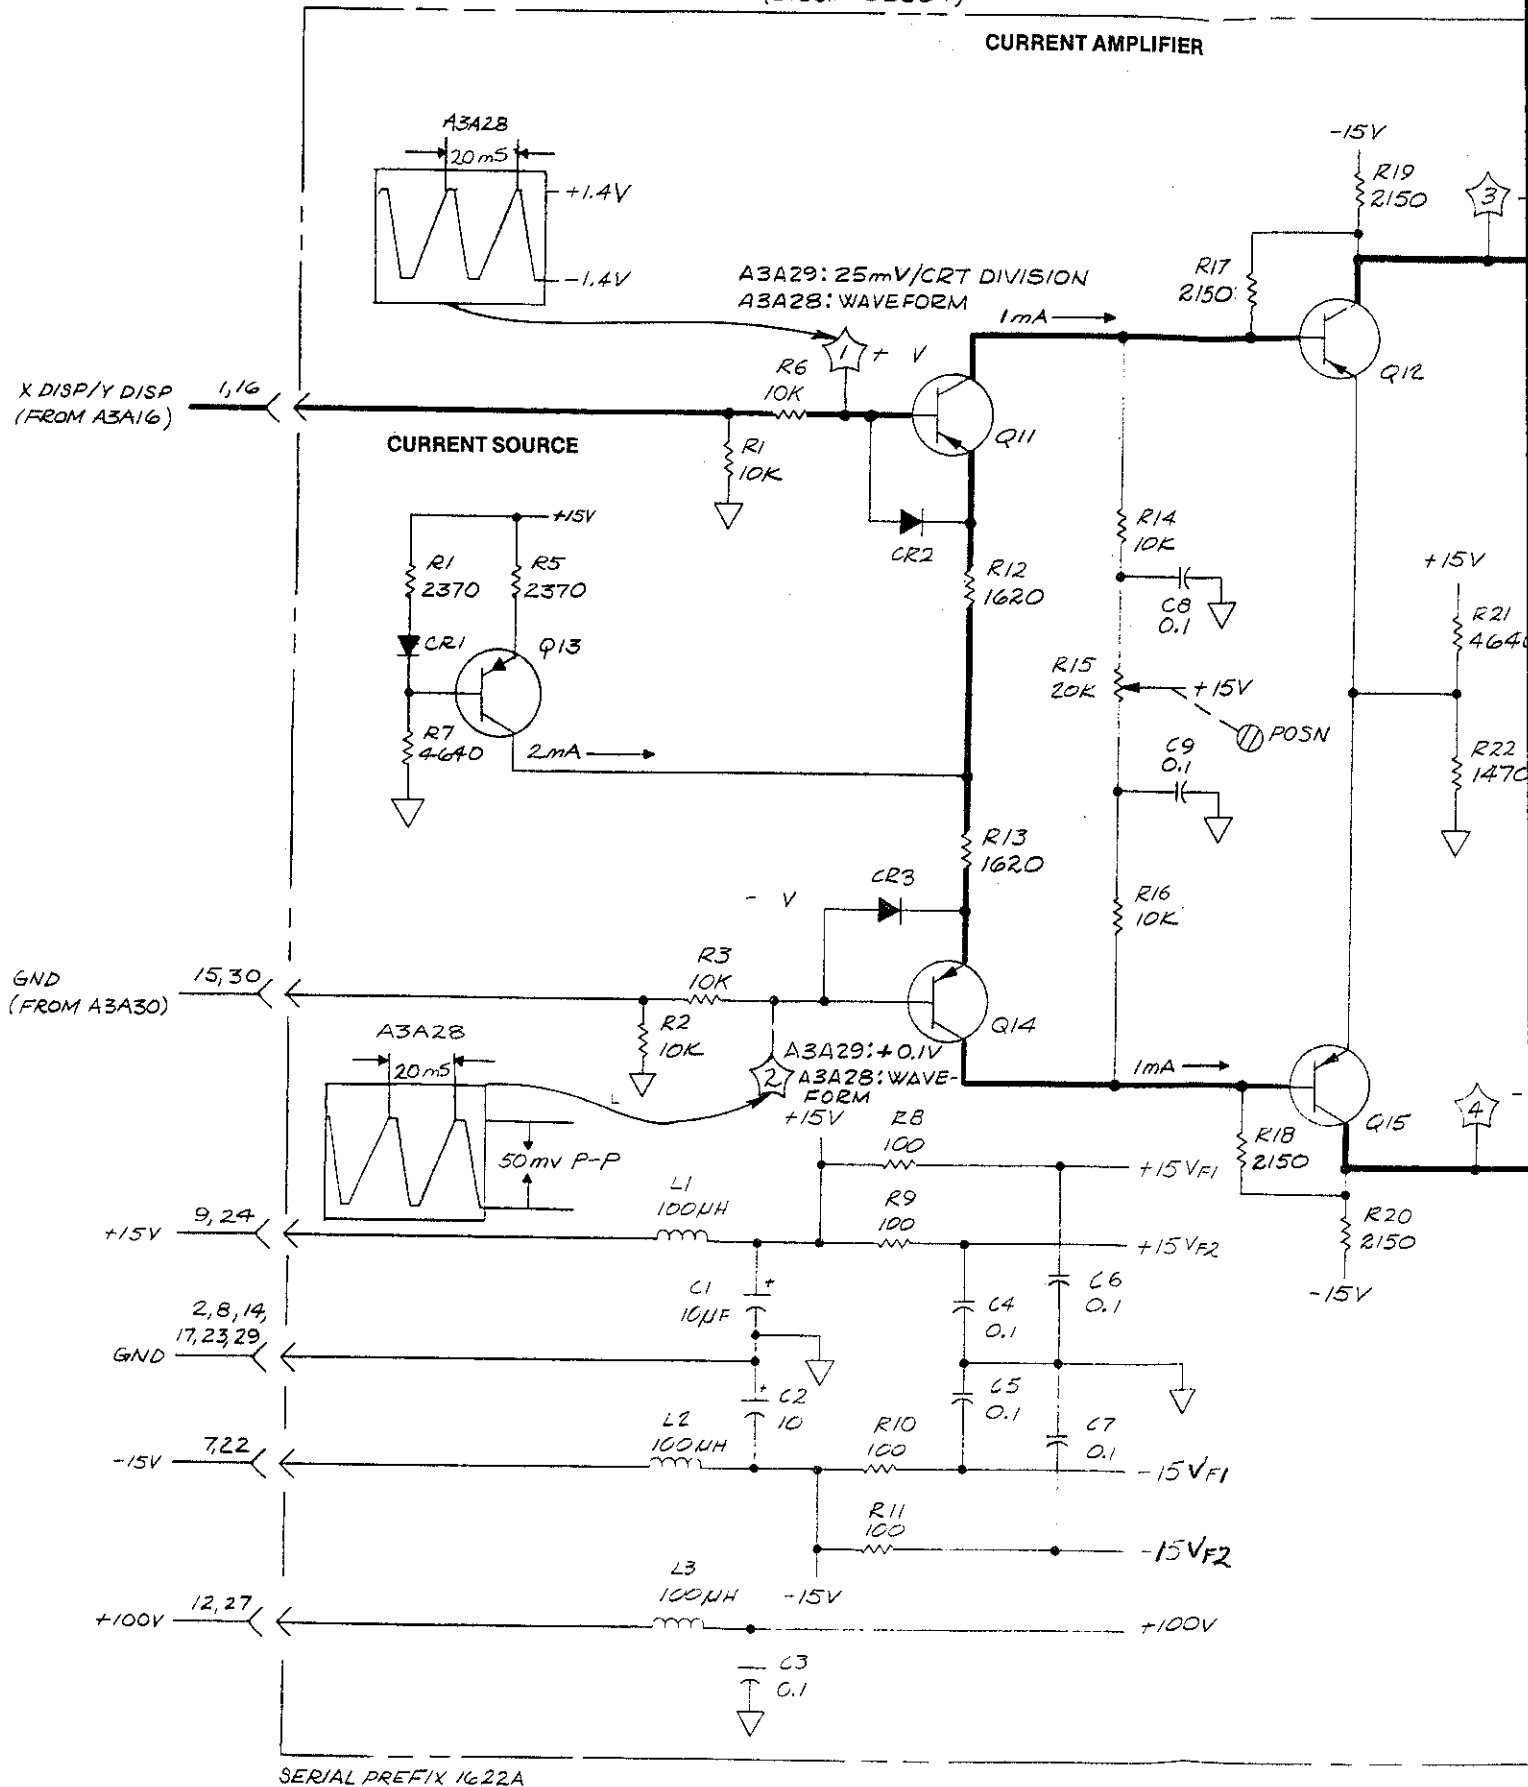 CURRENT AMPLIFIER
A3A28
20mS
+1.4V
-1.4V
-15V
R19
2150
3
R17
2150
A3A29: 25mV/CRT DIVISION
A3A28: WAVEFORM
1mA
1
+ V
R6
10K
Q12
X DISP/Y DISP
(FROM A3A16)
1,16
Q11
CURRENT SOURCE
R1
10K
+15V
CR2
R14
10K
R1
2370
R5
2370
R12
1620
C8
0.1
+15V
R21
CR1
Q13
R15
20K
+15V
POSN
R7
4640
2mA
C9
0.1
R22
1470
R13
1620
CR3
- V
R16
10K
GND
(FROM A3A30)
15,30
R3
10K
Q14
R2
10K
A3A28
20mS
A3A29: +0.1V
A3A28: WAVE-
FORM
2
1mA
Q15
4
50mV P-P
+15V
R8
100
+15VF1
R18
2150
L1
100μH
R9
100
+15VF2
R20
2150
+15V
9,24
-15V
C1
+
10μF
C4
0.1
C6
0.1
2,8,14,
17,23,29
GND
C2
+
10
C5
0.1
C7
0.1
-15V
7,22
L2
100μH
R10
100
-15VF1
R11
100
-15VF2
-15V
L3
100μH
+100V
12,27
+100V
C3
0.1
SERIAL PREFIX 1622A